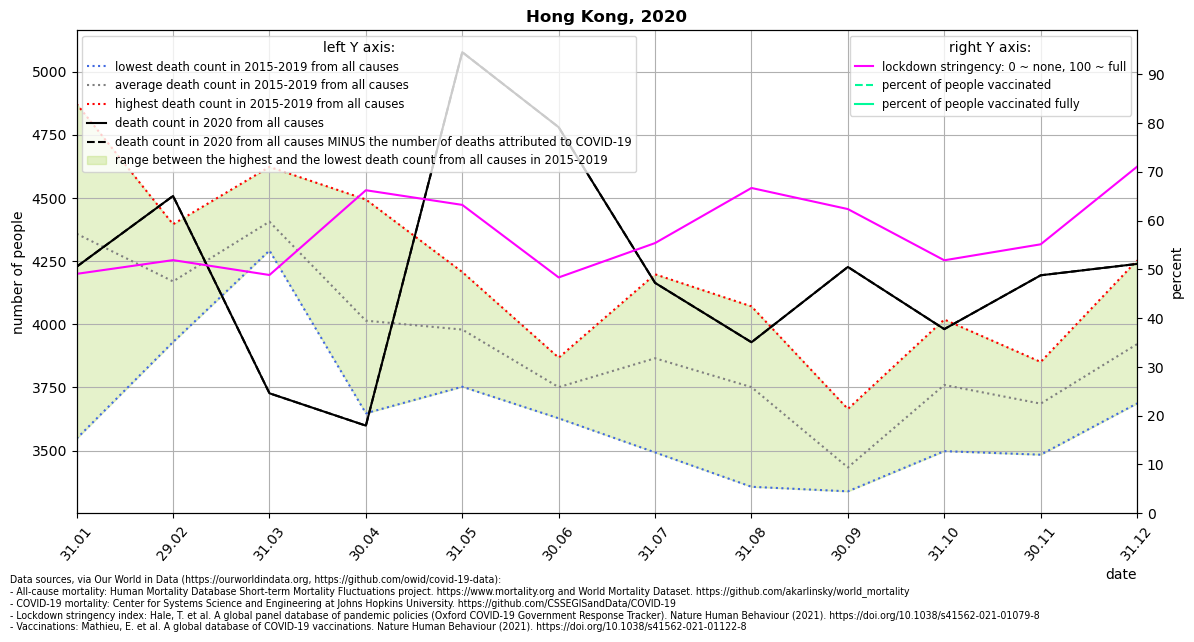 Hong Kong, 2020
left Y axis:
lowest death count in 2015-2019 from all causes
average death count in 2015-2019 from all causes
highest death count in 2015-2019 from all causes
death count in 2020 from all causes
death count in 2020 from all causes MINUS the number of deaths attributed to COVID-19
range between the highest and the lowest death count from all causes in 2015-2019
right Y axis:
lockdown stringency: 0 ~ none, 100 ~ full
percent of people vaccinated
percent of people vaccinated fully
number of people
5000
4750
4500
4250
4000
3750
3500
90
80
70
60
50
40
30
20
10
0
percent
31.01
29.02
31.03
30.04
31.05
30.06
31.07
31.08
30.09
31.10
30.11
31.12
date
Data sources, via Our World in Data (https://ourworldindata.org, https://github.com/owid/covid-19-data):
- All-cause mortality: Human Mortality Database Short-term Mortality Fluctuations project. https://www.mortality.org and World Mortality Dataset. https://github.com/akarlinsky/world_mortality
- COVID-19 mortality: Center for Systems Science and Engineering at Johns Hopkins University. https://github.com/CSSEGISandData/COVID-19
- Lockdown stringency index: Hale, T. et al. A global panel database of pandemic policies (Oxford COVID-19 Government Response Tracker). Nature Human Behaviour (2021). https://doi.org/10.1038/s41562-021-01079-8
- Vaccinations: Mathieu, E. et al. A global database of COVID-19 vaccinations. Nature Human Behaviour (2021). https://doi.org/10.1038/s41562-021-01122-8